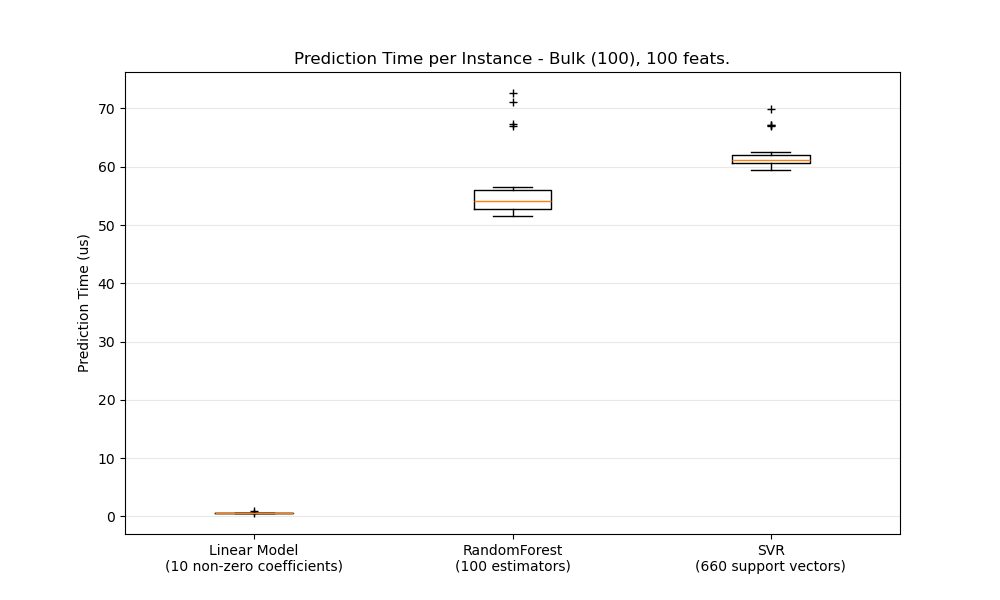 Prediction Time per Instance - Bulk (100), 100 feats.
Prediction Time (us)
70
60
50
40
30
20
10
0
Linear Model
(10 non-zero coefficients)
RandomForest
(100 estimators)
SVR
(660 support vectors)